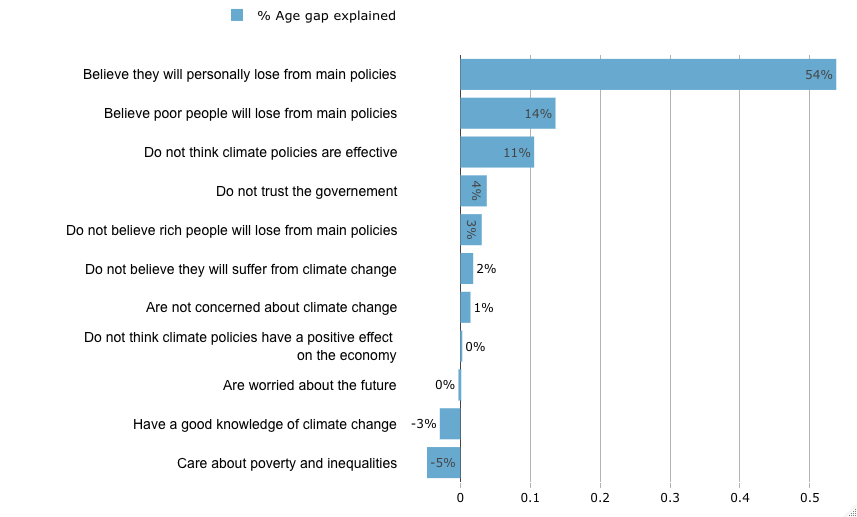 % Age gap explained
Believe they will personally lose from main policies 54%
Believe poor people will lose from main policies 14%
Do not think climate policies are effective 11%
Do not trust the governement 4%
Do not believe rich people will lose from main policies 3%
Do not believe they will suffer from climate change 2%
Are not concerned about climate change 1%
Do not think climate policies have a positive effect
on the economy 0%
Are worried about the future 0%
Have a good knowledge of climate change -3%
Care about poverty and inequalities -5%
0 0.1 0.2 0.3 0.4 0.5